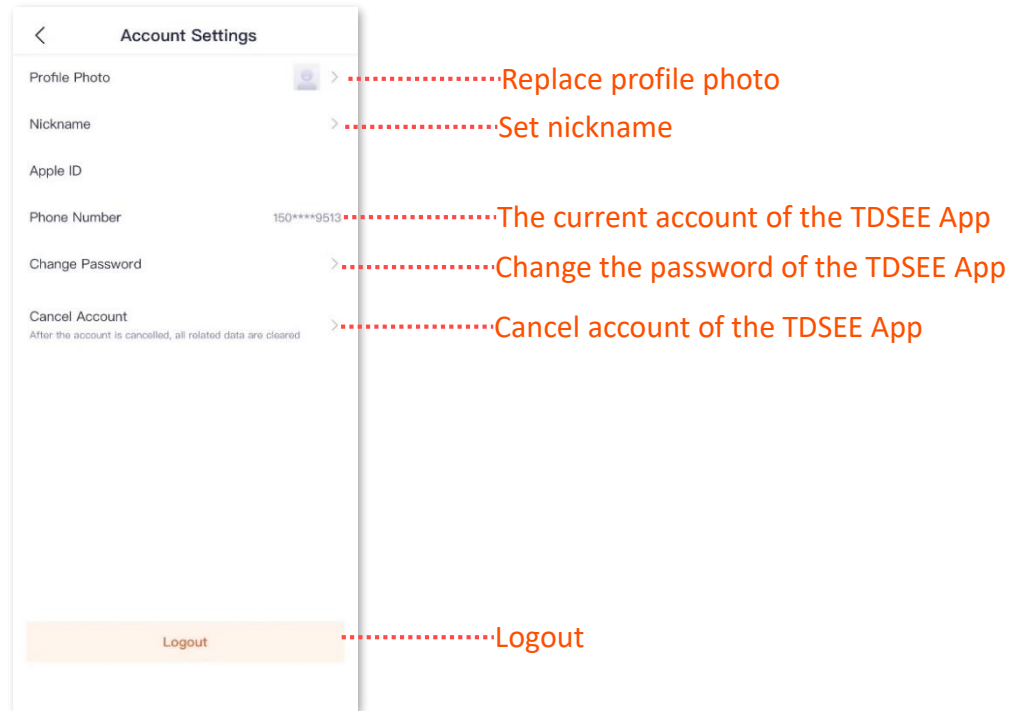 Account Settings
Profile Photo
Replace profile photo
Nickname
Set nickname
Apple ID
Phone Number 150****9513
The current account of the TDSEE App
Change Password
Change the password of the TDSEE App
Cancel Account
After the account is cancelled, all related data are cleared
Cancel account of the TDSEE App
Logout
Logout